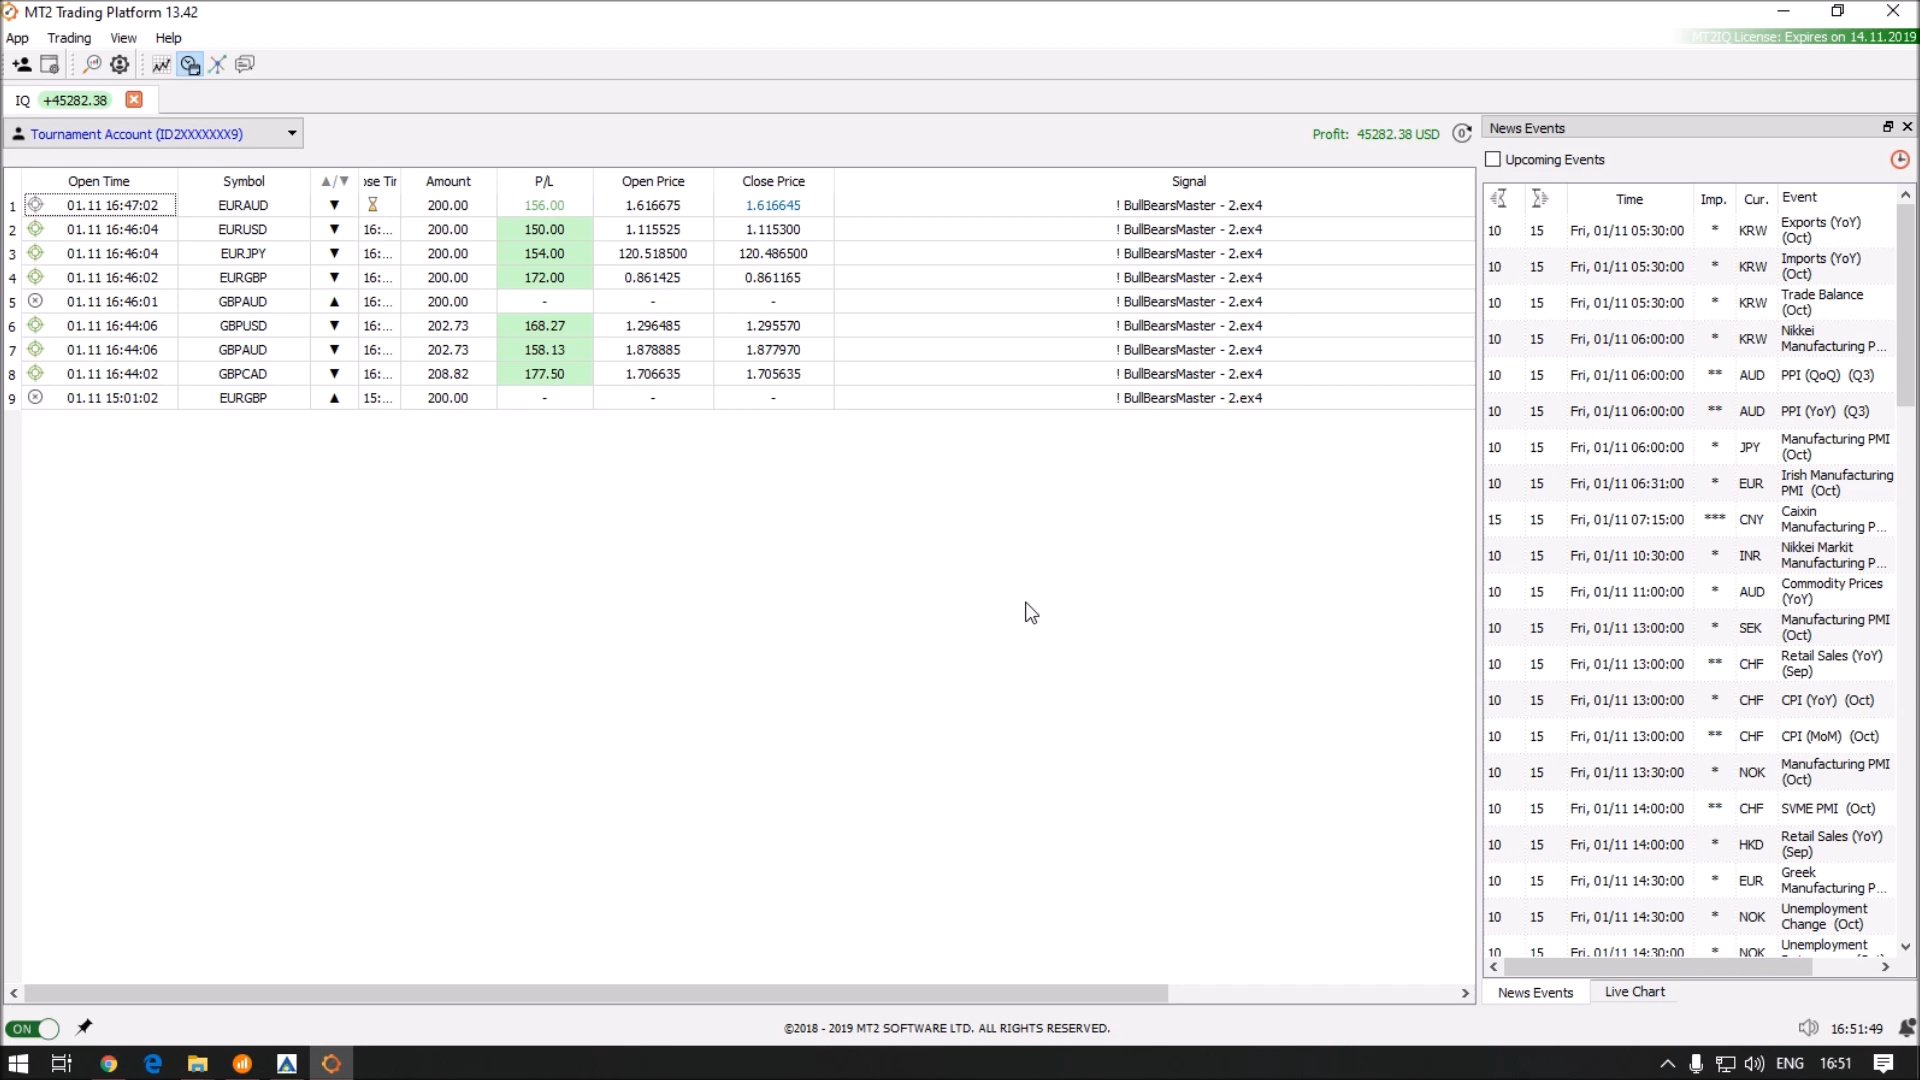 MT2 Trading Platform 13.42
App Trading View Help
MT2IQ License: Expires on 14.11.2019
IQ +45282.38
Tournament Account (ID2XXXXXXX9)
Profit: 45282.38 USD
Open Time Symbol ▲/▼ ose Tir Amount P/L Open Price Close Price Signal
1 01.11 16:47:02 EURAUD ▼ 200.00 156.00 1.616675 1.616645 ! BullBearsMaster - 2.ex4
2 01.11 16:46:04 EURUSD ▼ 16:... 200.00 150.00 1.115525 1.115300 ! BullBearsMaster - 2.ex4
3 01.11 16:46:04 EURJPY ▼ 16:... 200.00 154.00 120.518500 120.486500 ! BullBearsMaster - 2.ex4
4 01.11 16:46:02 EURGBP ▼ 16:... 200.00 172.00 0.861425 0.861165 ! BullBearsMaster - 2.ex4
5 01.11 16:46:01 GBPAUD ▲ 16:... 200.00 - - - ! BullBearsMaster - 2.ex4
6 01.11 16:44:06 GBPUSD ▼ 16:... 202.73 168.27 1.296485 1.295570 ! BullBearsMaster - 2.ex4
7 01.11 16:44:06 GBPAUD ▼ 16:... 202.73 158.13 1.878885 1.877970 ! BullBearsMaster - 2.ex4
8 01.11 16:44:02 GBPCAD ▼ 16:... 208.82 177.50 1.706635 1.705635 ! BullBearsMaster - 2.ex4
9 01.11 15:01:02 EURGBP ▲ 15:... 200.00 - - - ! BullBearsMaster - 2.ex4
News Events
Upcoming Events
Time Imp. Cur. Event
10 15 Fri, 01/11 05:30:00 * KRW Exports (YoY)
(Oct)
10 15 Fri, 01/11 05:30:00 * KRW Imports (YoY)
(Oct)
10 15 Fri, 01/11 05:30:00 * KRW Trade Balance
(Oct)
10 15 Fri, 01/11 06:00:00 * KRW Nikkei
Manufacturing P...
10 15 Fri, 01/11 06:00:00 ** AUD PPI (QoQ) (Q3)
10 15 Fri, 01/11 06:00:00 ** AUD PPI (YoY) (Q3)
10 15 Fri, 01/11 06:00:00 * JPY Manufacturing PMI
(Oct)
10 15 Fri, 01/11 06:31:00 * EUR Irish Manufacturing
PMI (Oct)
15 15 Fri, 01/11 07:15:00 *** CNY Caixin
Manufacturing P...
10 15 Fri, 01/11 10:30:00 * INR Nikkei Markit
Manufacturing P...
10 15 Fri, 01/11 11:00:00 * AUD Commodity Prices
(YoY)
10 15 Fri, 01/11 13:00:00 * SEK Manufacturing PMI
(Oct)
10 15 Fri, 01/11 13:00:00 ** CHF Retail Sales (YoY)
(Sep)
10 15 Fri, 01/11 13:00:00 * CHF CPI (YoY) (Oct)
10 15 Fri, 01/11 13:00:00 ** CHF CPI (MoM) (Oct)
10 15 Fri, 01/11 13:30:00 * NOK Manufacturing PMI
(Oct)
10 15 Fri, 01/11 14:00:00 ** CHF SVME PMI (Oct)
10 15 Fri, 01/11 14:00:00 * HKD Retail Sales (YoY)
(Sep)
10 15 Fri, 01/11 14:30:00 * EUR Greek
Manufacturing P...
10 15 Fri, 01/11 14:30:00 * NOK Unemployment
Change (Oct)
10 15 Fri, 01/11 14:30:00 * NOK Unemployment
News Events Live Chart
ON
©2018 - 2019 MT2 SOFTWARE LTD. ALL RIGHTS RESERVED.
16:51:49
ENG 16:51